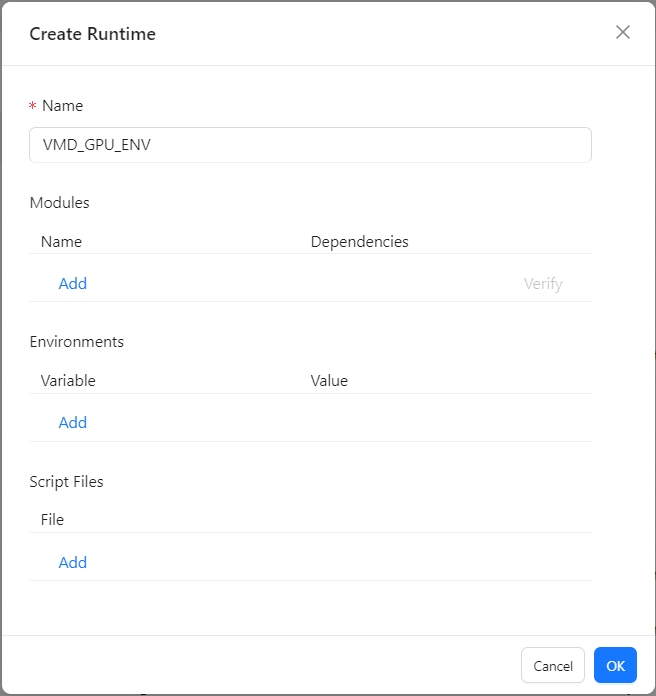 Create Runtime
* Name
VMD_GPU_ENV
Modules
Name Dependencies
Add Verify
Environments
Variable Value
Add
Script Files
File
Add
Cancel OK